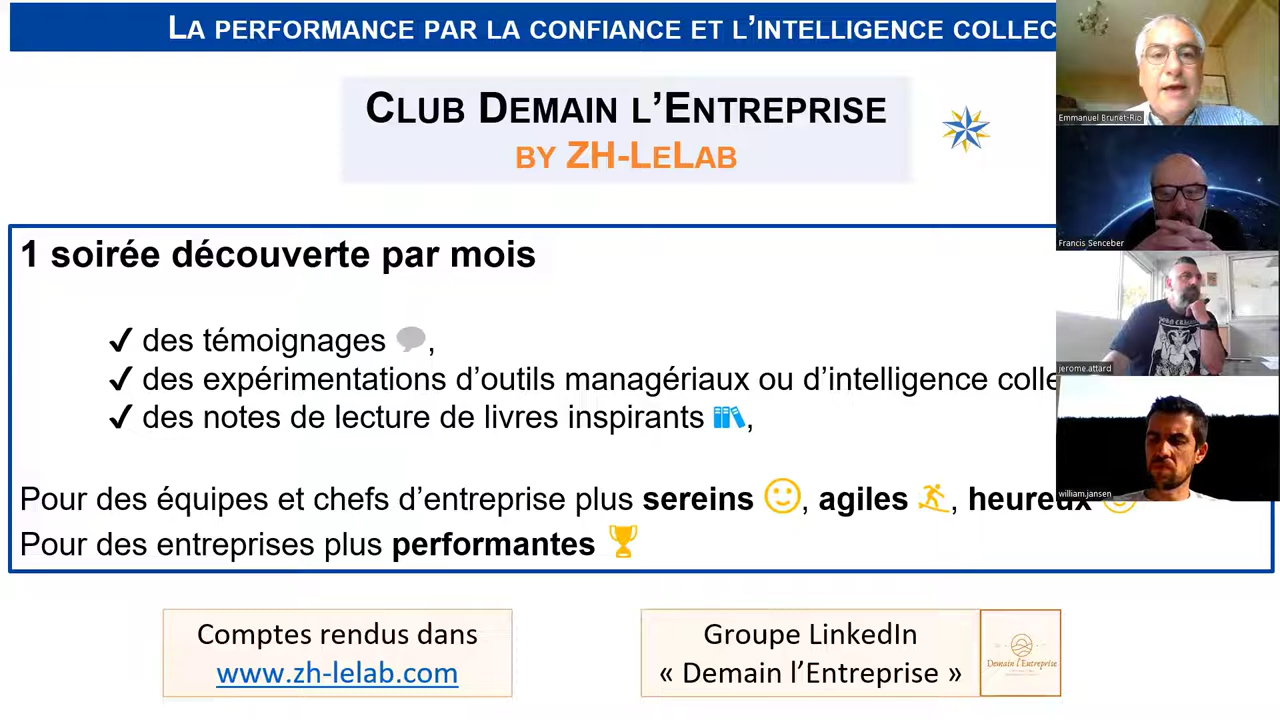 LA PERFORMANCE PAR LA CONFIANCE ET L’INTELLIGENCE COLLEC
CLUB DEMAIN L’ENTREPRISE
BY ZH-LELAB
1 soirée découverte par mois
✓ des témoignages ,
✓ des expérimentations d’outils managériaux ou d’intelligence colle
✓ des notes de lecture de livres inspirants ,
Pour des équipes et chefs d’entreprise plus sereins , agiles , heureux
Pour des entreprises plus performantes
Comptes rendus dans
www.zh-lelab.com
Groupe LinkedIn
« Demain l’Entreprise »
Demain l'Entreprise
Emmanuel Brunet-Rio
Francis Senceber
jerome.attard
william.jansen